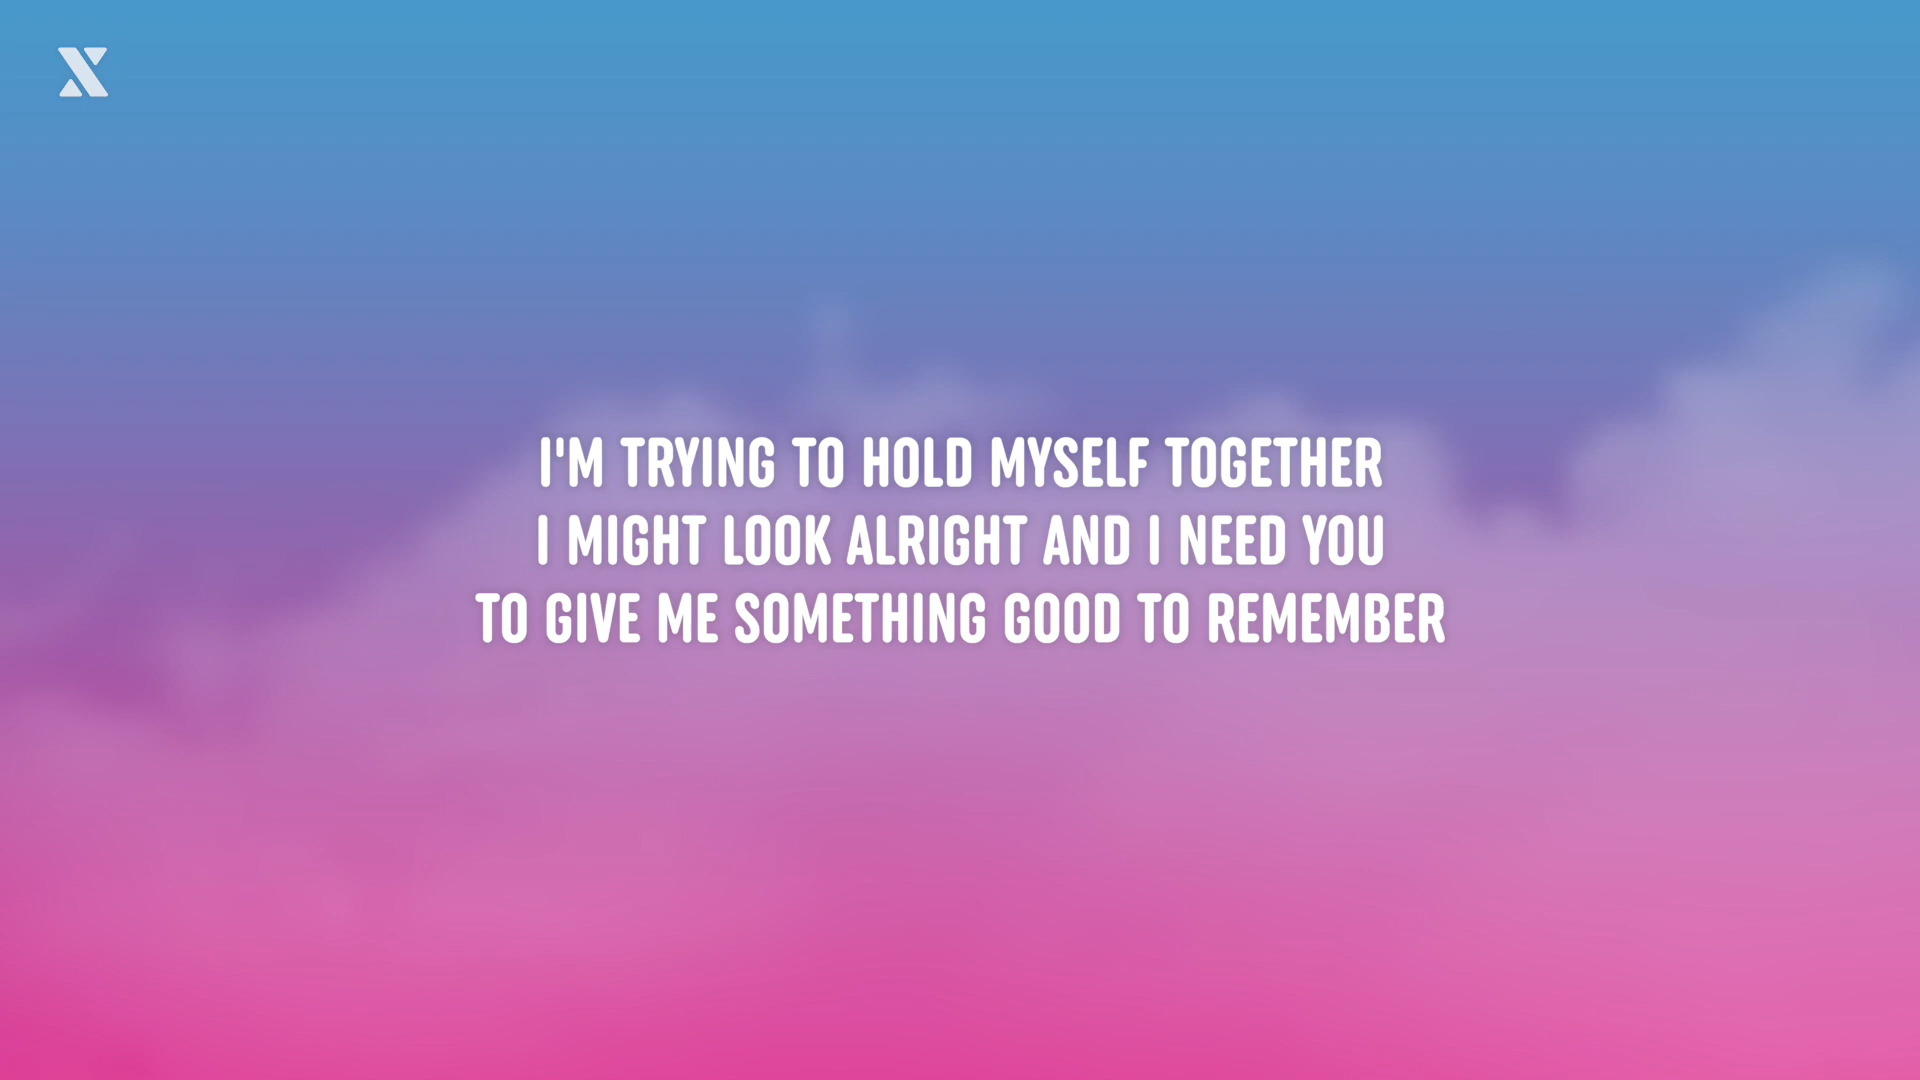 I'M TRYING TO HOLD MYSELF TOGETHER
I MIGHT LOOK ALRIGHT AND I NEED YOU
TO GIVE ME SOMETHING GOOD TO REMEMBER